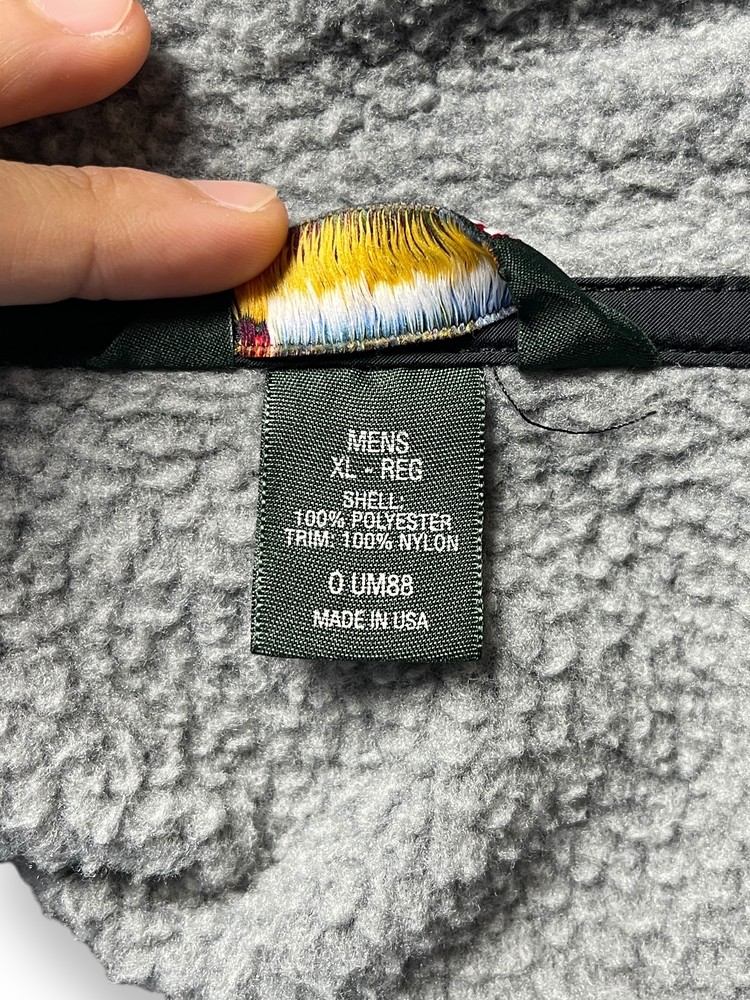 MENS
XL - REG
SHELL:
100% POLYESTER
TRIM: 100% NYLON
0 UM88
MADE IN USA